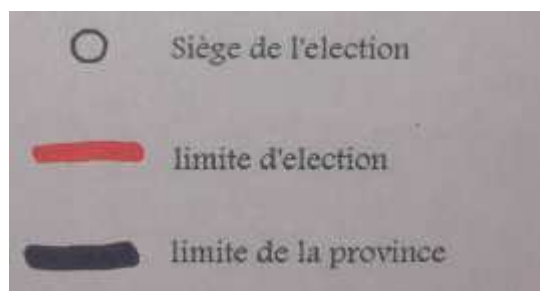 Siège de l'election
limite d'election
limite de la province